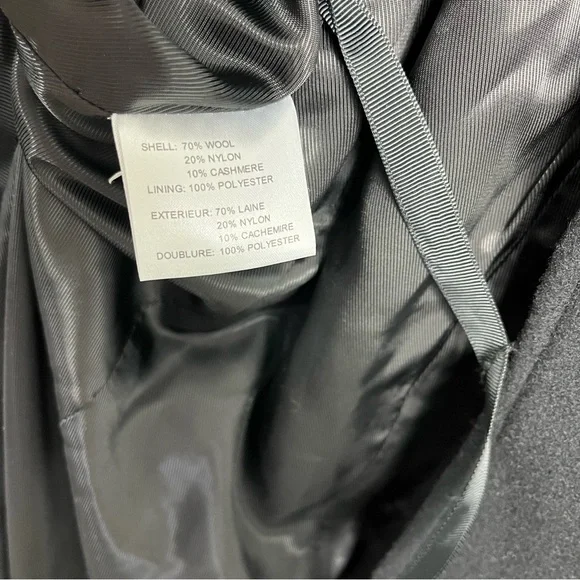 SHELL: 70% WOOL
20% NYLON
10% CASHMERE
LINING: 100% POLYESTER
EXTERIEUR: 70% LAINE
20% NYLON
10% CACHEMIRE
DOUBLURE: 100% POLYESTER